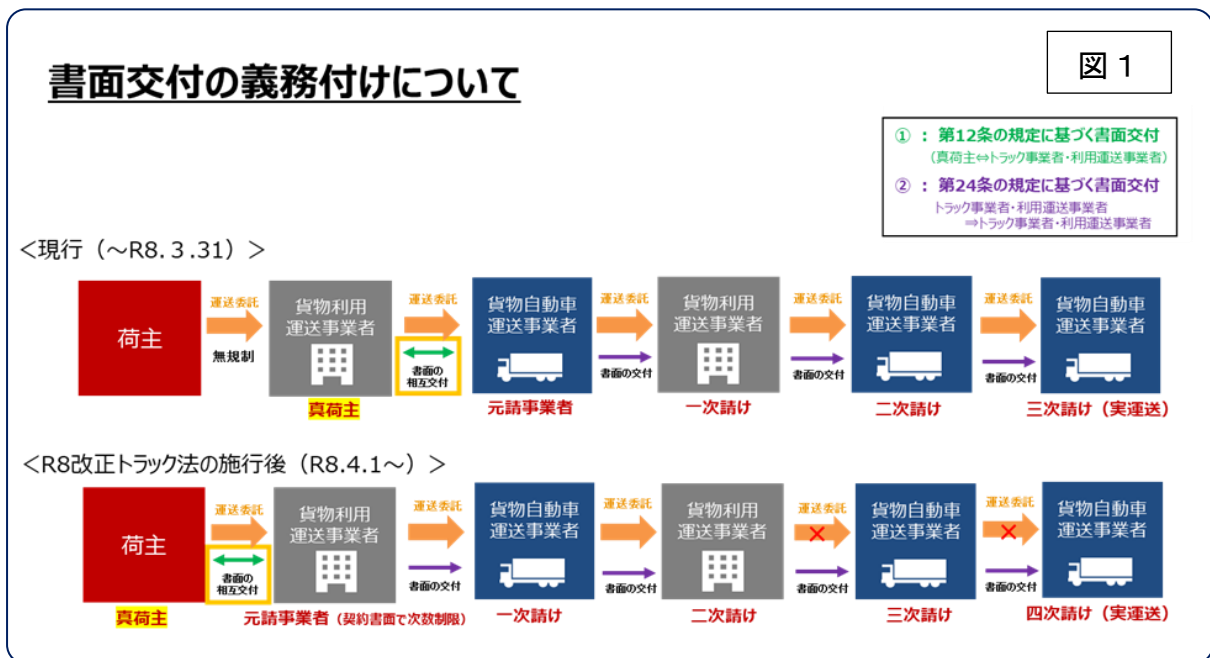 図１
書面交付の義務付けについて
① ： 第12条の規定に基づく書面交付
（真荷主⇔トラック事業者・利用運送事業者）
② ： 第24条の規定に基づく書面交付
トラック事業者・利用運送事業者
⇒トラック事業者・利用運送事業者
＜現行（～R8．3.31）＞
荷主
運送委託
無規制
貨物利用
運送事業者
真荷主
運送委託
書面の
相互交付
貨物自動車
運送事業者
元請事業者
運送委託
書面の交付
貨物利用
運送事業者
一次請け
運送委託
書面の交付
貨物自動車
運送事業者
二次請け
運送委託
書面の交付
貨物自動車
運送事業者
三次請け（実運送）
＜R8改正トラック法の施行後（R8.4.1～）＞
荷主
真荷主
運送委託
書面の
相互交付
貨物利用
運送事業者
元請事業者（契約書面で次数制限）
運送委託
書面の交付
貨物自動車
運送事業者
一次請け
運送委託
書面の交付
貨物利用
運送事業者
二次請け
運送委託
書面の交付
貨物自動車
運送事業者
三次請け
運送委託
書面の交付
貨物自動車
運送事業者
四次請け（実運送）